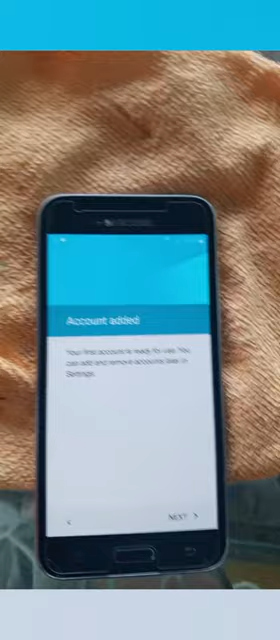 Account added
Your first account is ready for use. You
can add and remove accounts later in
Settings.
NEXT